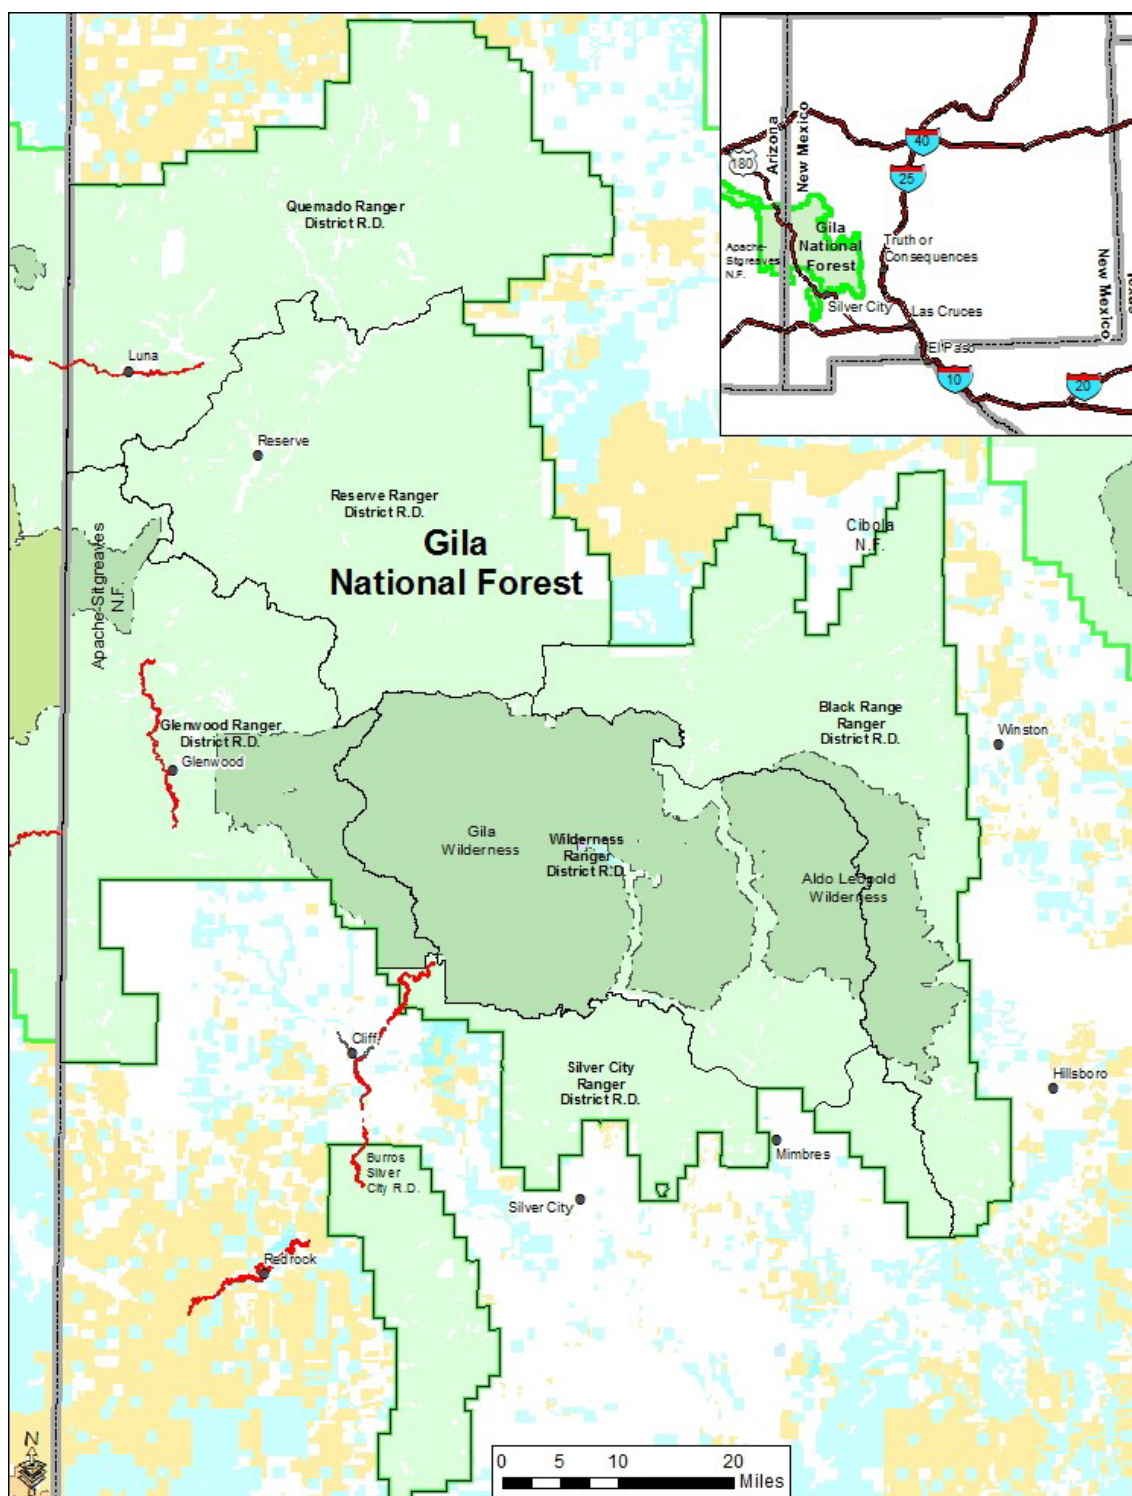 Quemado Ranger
District R.D.
Luna
Reserve
Reserve Ranger
District R.D.
Gila
National Forest
Apache-Sitgreaves
N.F.
Cibola
N.F.
Glenwood Ranger
District R.D.
Glenwood
Black Range
Ranger
District R.D.
Winston
Gila
Wilderness
Wilderness
Ranger
District R.D.
Aldo Leopold
Wilderness
Cliff
Silver City
Ranger
District R.D.
Hillsboro
Mimbres
Burros
Silver
City R.D.
Silver City
Redrock
N
0 5 10 20
Miles
Arizona
New Mexico
180
40
25
Gila
National
Forest
Apache-
Sitgreaves
N.F.
Truth or
Consequences
Silver City
Las Cruces
El Paso
10
20
New Mexico
Texas